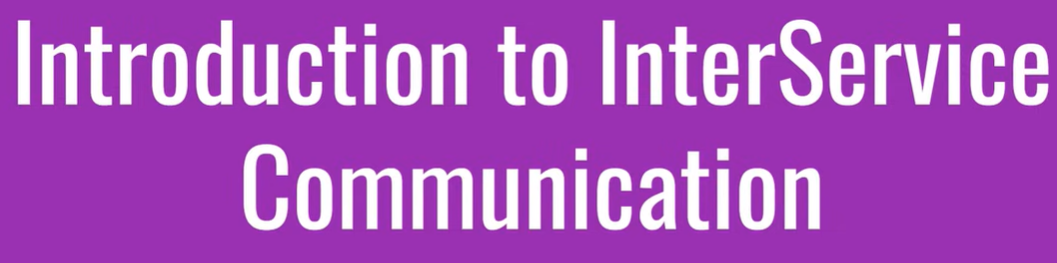 Introduction to InterService
Communication